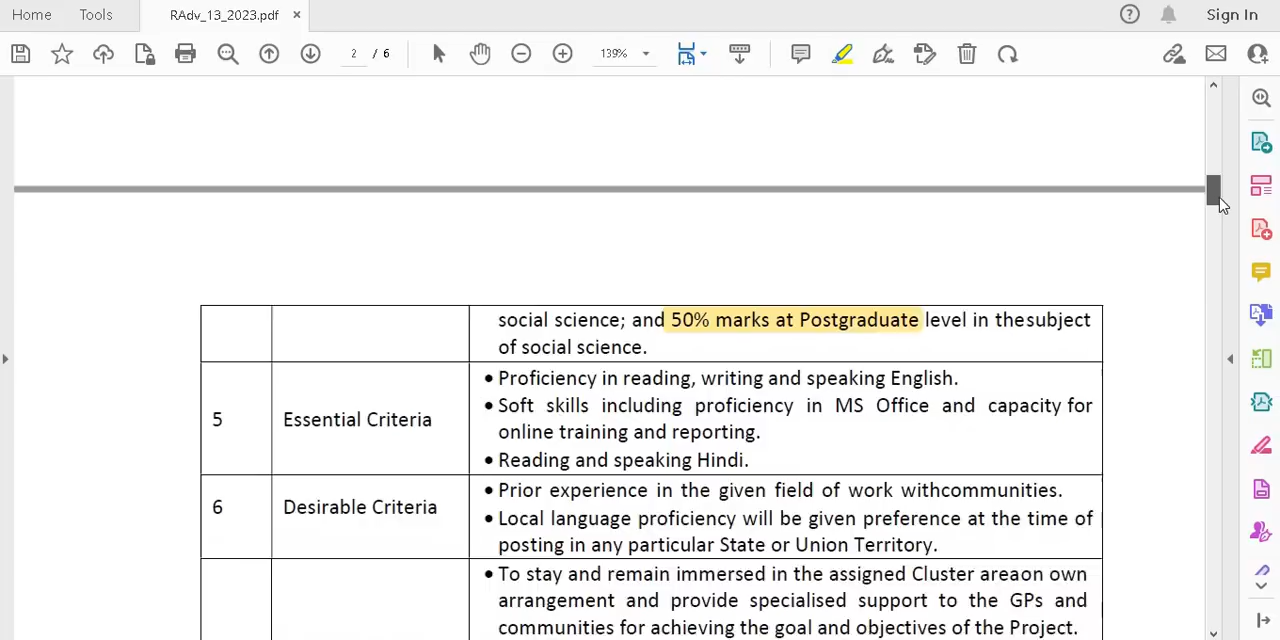 Home
Tools
RAdv_13_2023.pdf
×
Sign In
2 / 6
139%
social science; and 50% marks at Postgraduate level in thesubject
of social science.
5
Essential Criteria
• Proficiency in reading, writing and speaking English.
• Soft skills including proficiency in MS Office and capacity for
online training and reporting.
• Reading and speaking Hindi.
6
Desirable Criteria
• Prior experience in the given field of work withcommunities.
• Local language proficiency will be given preference at the time of
posting in any particular State or Union Territory.
• To stay and remain immersed in the assigned Cluster areaon own
arrangement and provide specialised support to the GPs and
communities for achieving the goal and objectives of the Project.